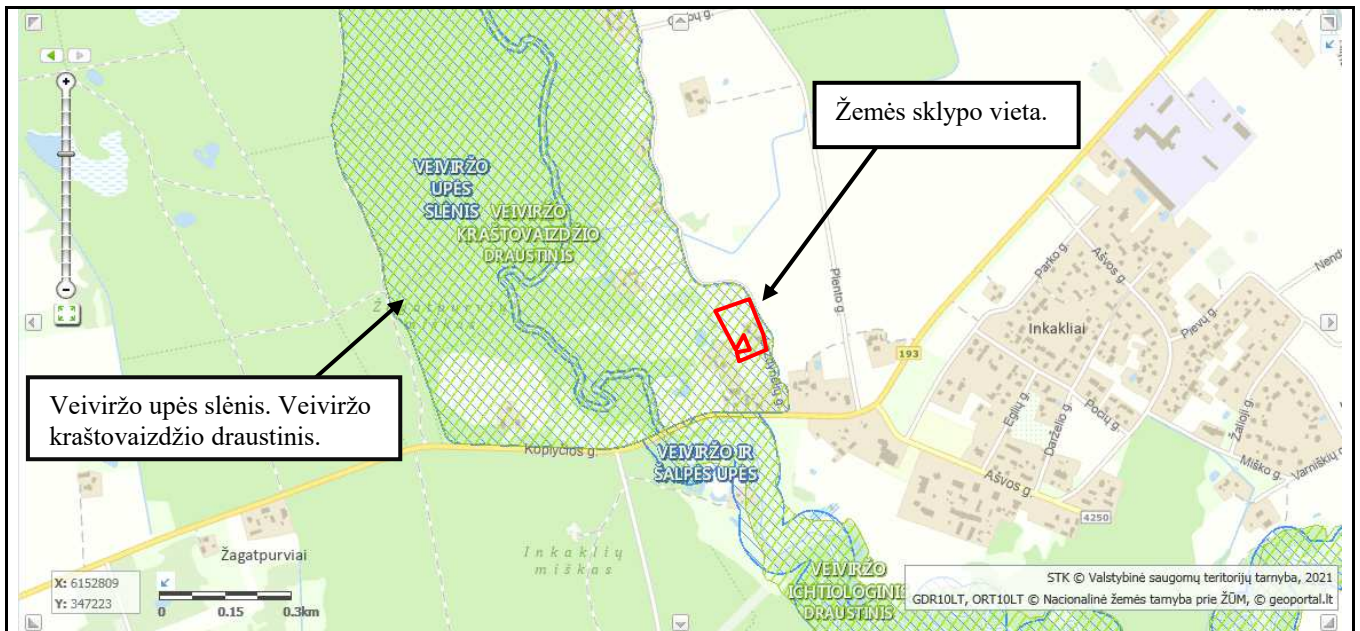 Žemės sklypo vieta.
VEIVIRŽO
UPĖS
SLĖNIS
VEIVIRŽO
KRAŠTOVAIZDŽIO
DRAUSTINIS
Parko g.
Ašvos g.
Plento g.
Inkakliai
Pievų g.
193
Veiviržo upės slėnis. Veiviržo
kraštovaizdžio draustinis.
Eglių g.
Darželio g.
Pocių g.
Žalioji g.
Miško g.
Varniškių
Koplyčios g.
VEIVIRŽO IR
ŠALPĖS UPĖS
Ašvos g.
4250
Žagatpurviai
Inkaklių
miškas
VEIVIRŽO
ICHTIOLOGINI
DRAUSTINIS
X: 6152809
Y: 347223
0 0.15 0.3km
STK © Valstybinė saugomų teritorijų tarnyba, 2021
GDR10LT, ORT10LT © Nacionalinė žemės tarnyba prie ŽŪM, © geoportal.lt